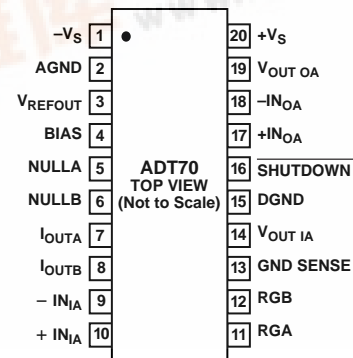 –VS 1 20 +VS
AGND 2 19 VOUT OA
VREFOUT 3 18 –INOA
BIAS 4 17 +INOA
NULLA 5 ADT70 16 SHUTDOWN
TOP VIEW
NULLB 6 (Not to Scale) 15 DGND
IOUTA 7 14 VOUT IA
IOUTB 8 13 GND SENSE
– INIA 9 12 RGB
+ INIA 10 11 RGA